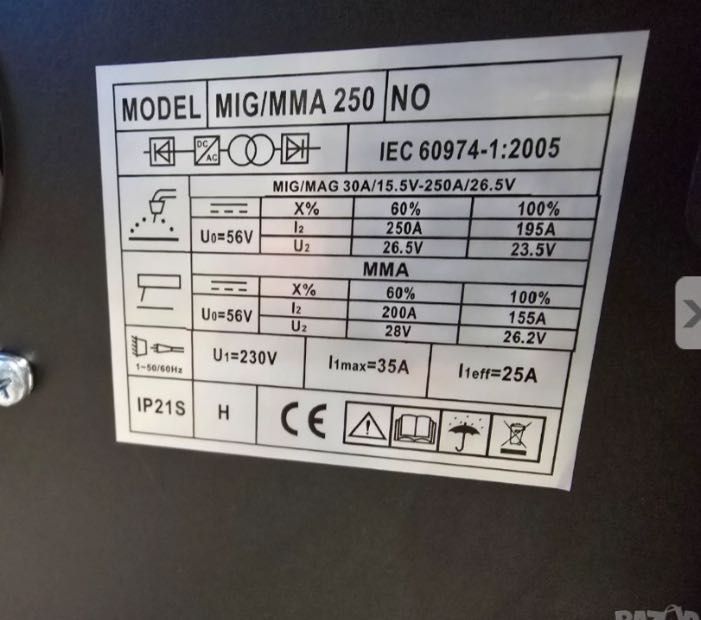 MODEL MIG/MMA 250 NO
DC AC IEC 60974-1:2005
MIG/MAG 30A/15.5V-250A/26.5V
X% 60% 100%
U0=56V I2 250A 195A
U2 26.5V 23.5V
MMA
X% 60% 100%
U0=56V I2 200A 155A
U2 28V 26.2V
1~50/60Hz U1=230V I1max=35A I1eff=25A
IP21S H CE